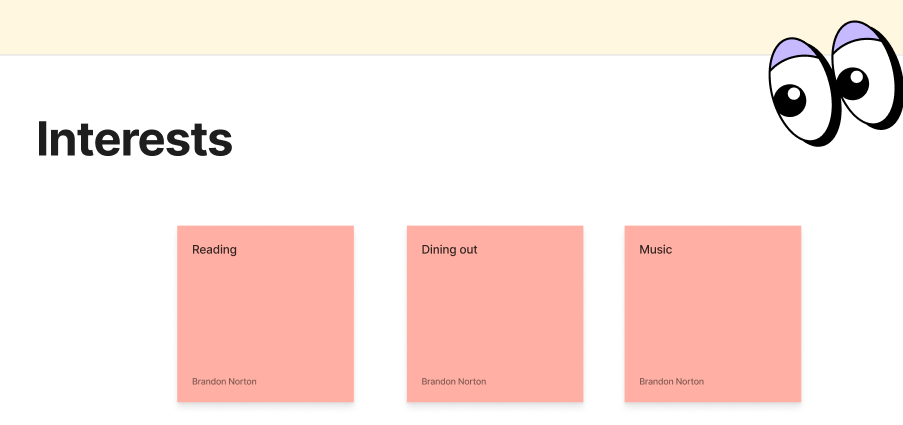 Interests
Reading
Dining out
Music
Brandon Norton
Brandon Norton
Brandon Norton